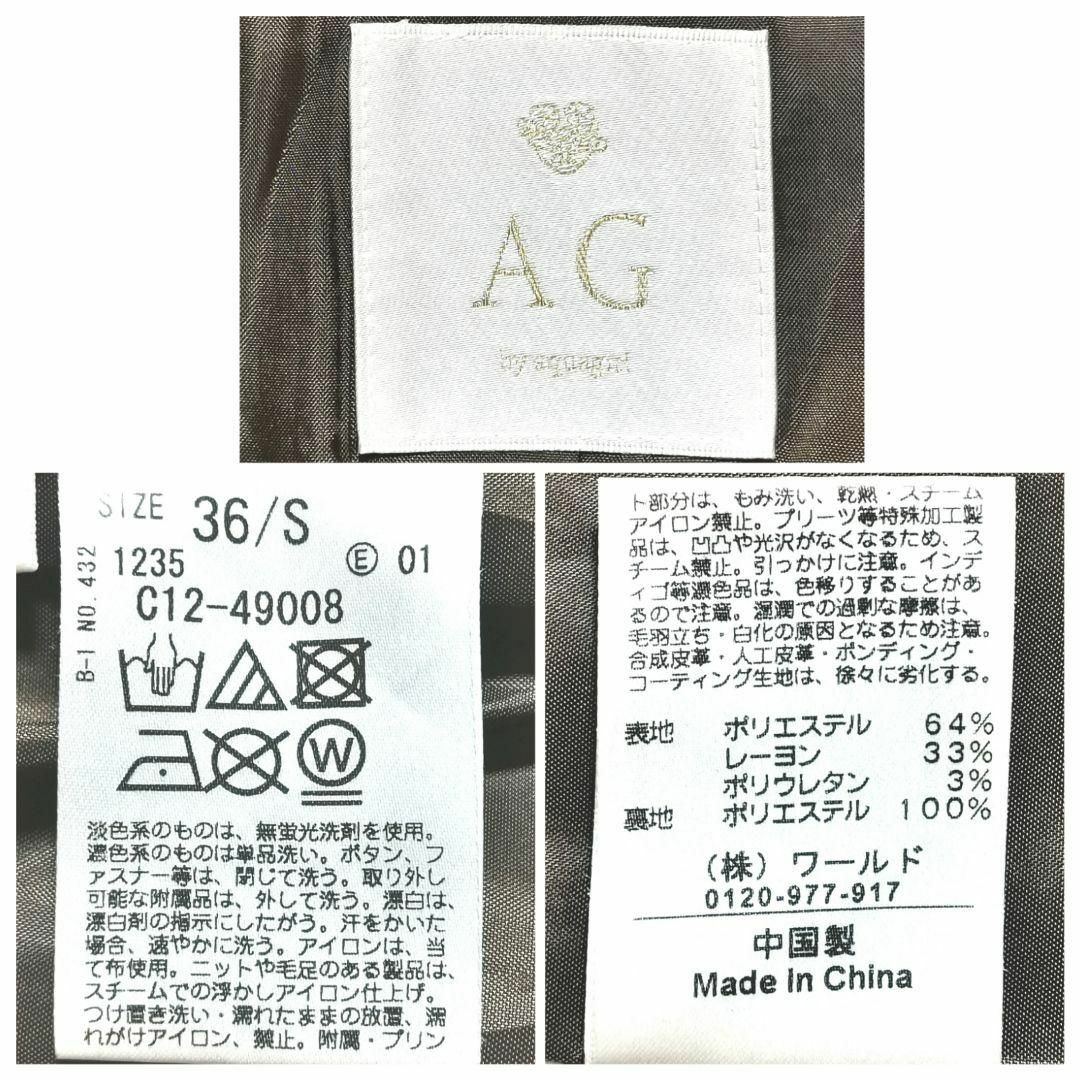 AG
by aquagirl
SIZE 36/S
1235 Ⓔ 01
C12-49008
B-1 NO.432
W
淡色系のものは、無蛍光洗剤を使用。
濃色系のものは単品洗い。ボタン、フ
ァスナー等は、閉じて洗う。取り外し
可能な附属品は、外して洗う。漂白は、
漂白剤の指示にしたがう。汗をかいた
場合、速やかに洗う。アイロンは、当
て布使用。ニットや毛足のある製品は、
スチームでの浮かしアイロン仕上げ。
つけ置き洗い・濡れたままの放置、濡
れがけアイロン、禁止。附属・プリン
ト部分は、もみ洗い、乾燥・スチーム
アイロン禁止。プリーツ等特殊加工製
品は、凹凸や光沢がなくなるため、ス
チーム禁止。引っかけに注意。インデ
ィゴ等濃色品は、色移りすることがあ
るので注意。湿潤での過剰な摩擦は、
毛羽立ち・白化の原因となるため注意。
合成皮革・人工皮革・ボンディング・
コーティング生地は、徐々に劣化する。
表地 ポリエステル 64%
レーヨン 33%
ポリウレタン 3%
裏地 ポリエステル 100%
(株) ワールド
0120-977-917
中国製
Made in China